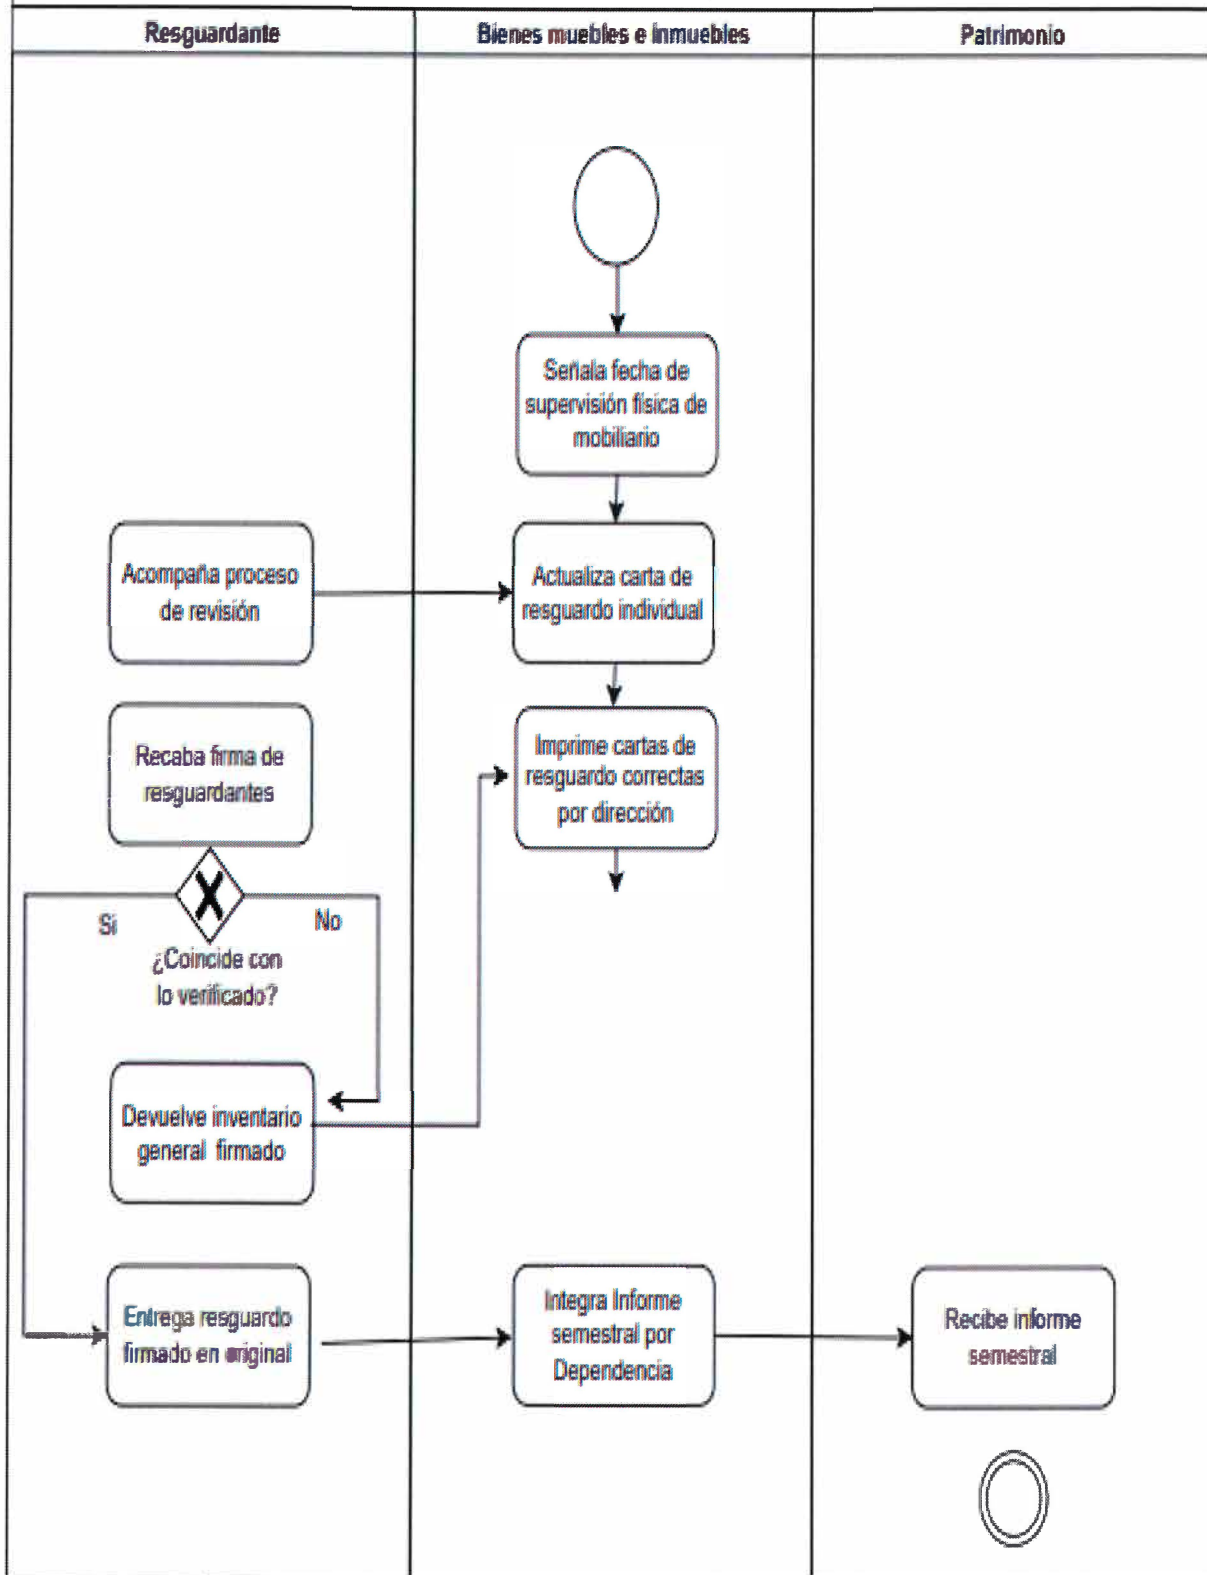 Resguardante
Bienes muebles e inmuebles
Patrimonio
Señala fecha de
supervisión física de
mobiliario
Acompaña proceso
de revisión
Actualiza carta de
resguardo individual
Recaba firma de
resguardantes
Imprime cartas de
resguardo correctas
por dirección
Si
No
¿Coincide con
lo verificado?
Devuelve inventario
general firmado
Entrega resguardo
firmado en original
Integra Informe
semestral por
Dependencia
Recibe informe
semestral